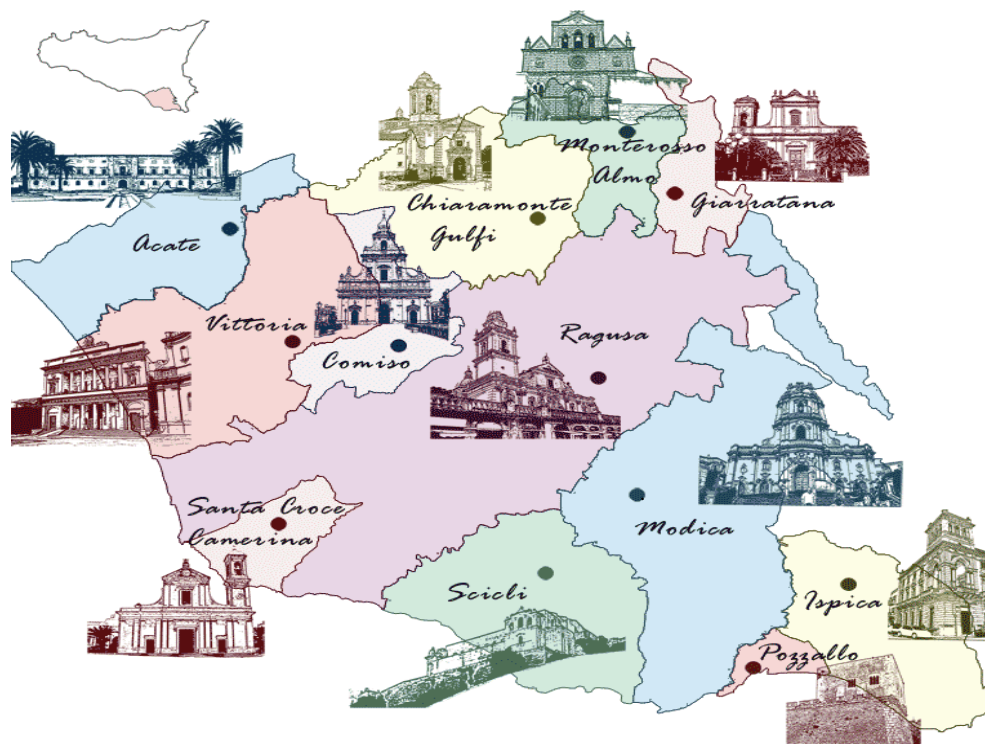 Monterosso
Almo
Giarratana
Chiaramonte
Gulfi
Acate
Vittoria
Comiso
Ragusa
Santa Croce
Camerina
Modica
Scicli
Ispica
Pozzallo